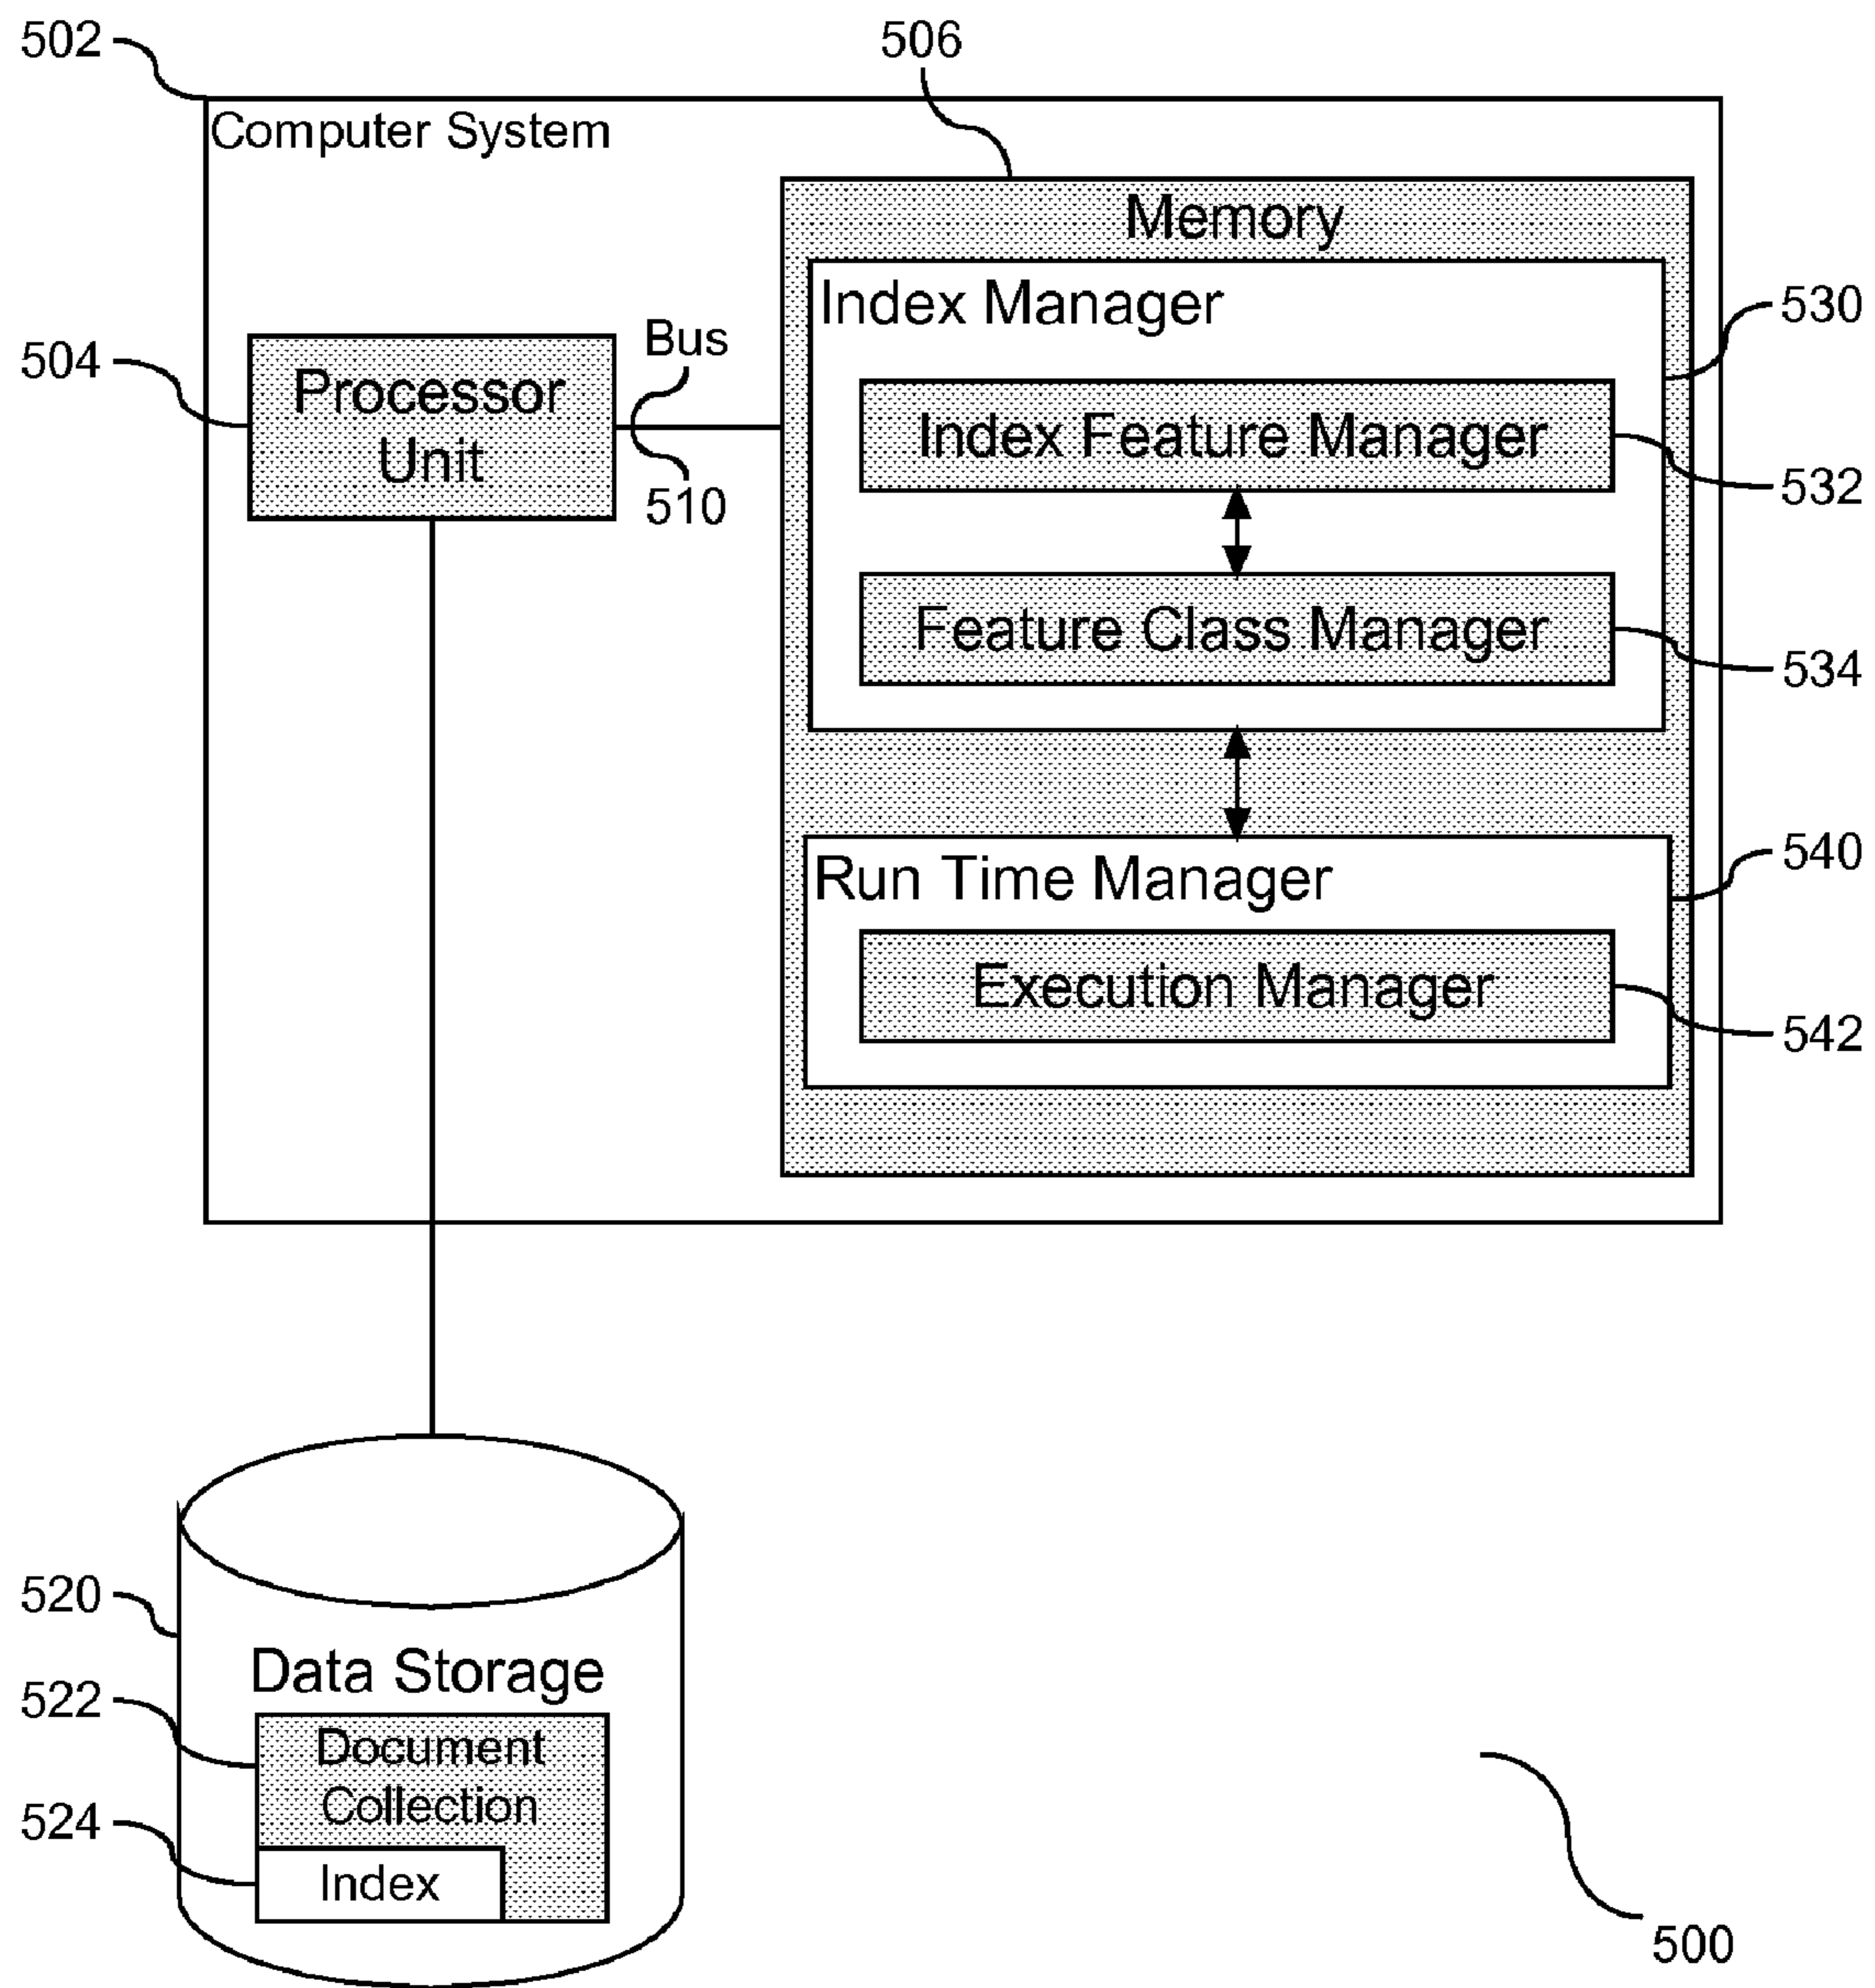 502
506
Computer System
Memory
Index Manager
530
Bus
504
Processor
Unit
Index Feature Manager
532
510
Feature Class Manager
534
540
Run Time Manager
Execution Manager
542
520
Data Storage
522
Document
Collection
524
Index
500